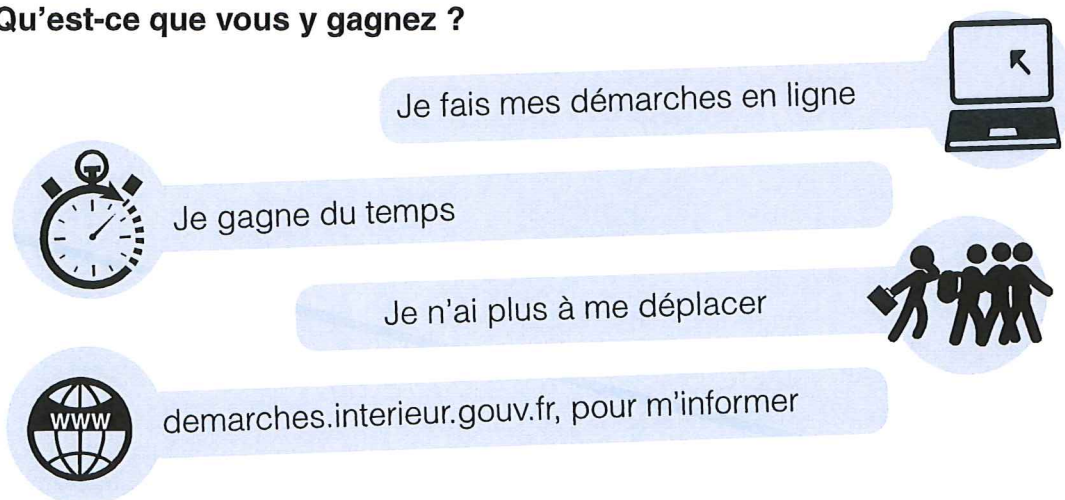 Qu'est-ce que vous y gagnez ?
Je fais mes démarches en ligne
Je gagne du temps
Je n'ai plus à me déplacer
www
demarches.interieur.gouv.fr, pour m'informer